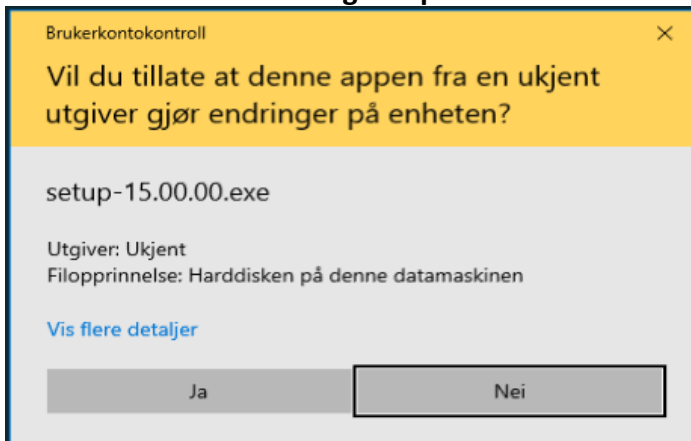 Brukerkontokontroll
Vil du tillate at denne appen fra en ukjent
utgiver gjør endringer på enheten?
setup-15.00.00.exe
Utgiver: Ukjent
Filopprinnelse: Harddisken på denne datamaskinen
Vis flere detaljer
Ja
Nei